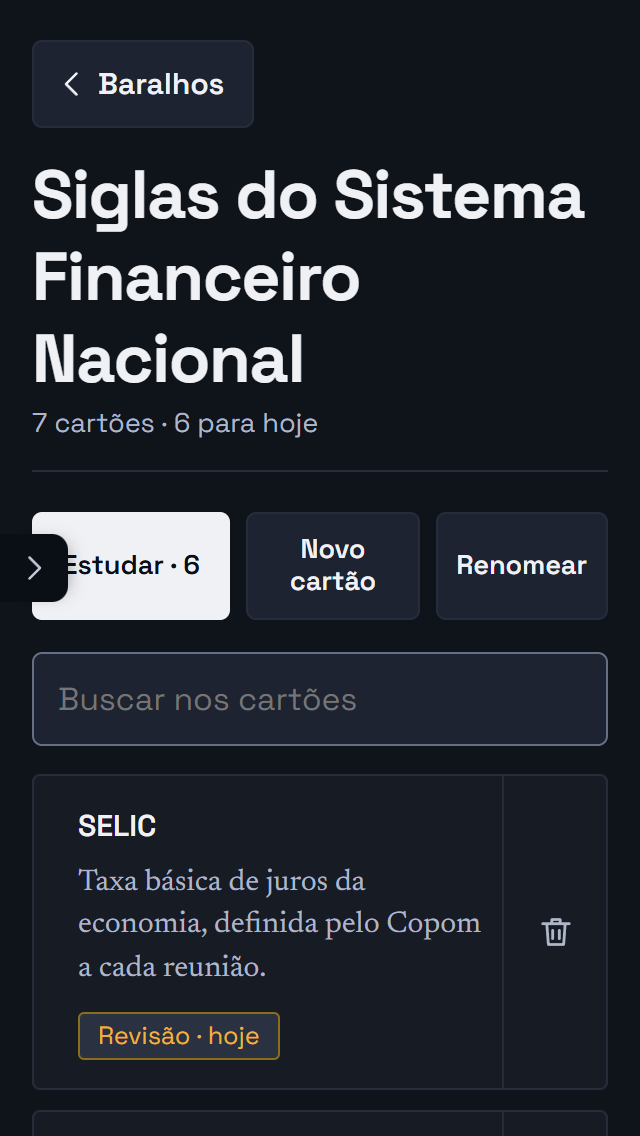 Baralhos
Siglas do Sistema
Financeiro
Nacional
7 cartões · 6 para hoje
Estudar · 6
Novo
cartão
Renomear
Buscar nos cartões
SELIC
Taxa básica de juros da
economia, definida pelo Copom
a cada reunião.
Revisão · hoje